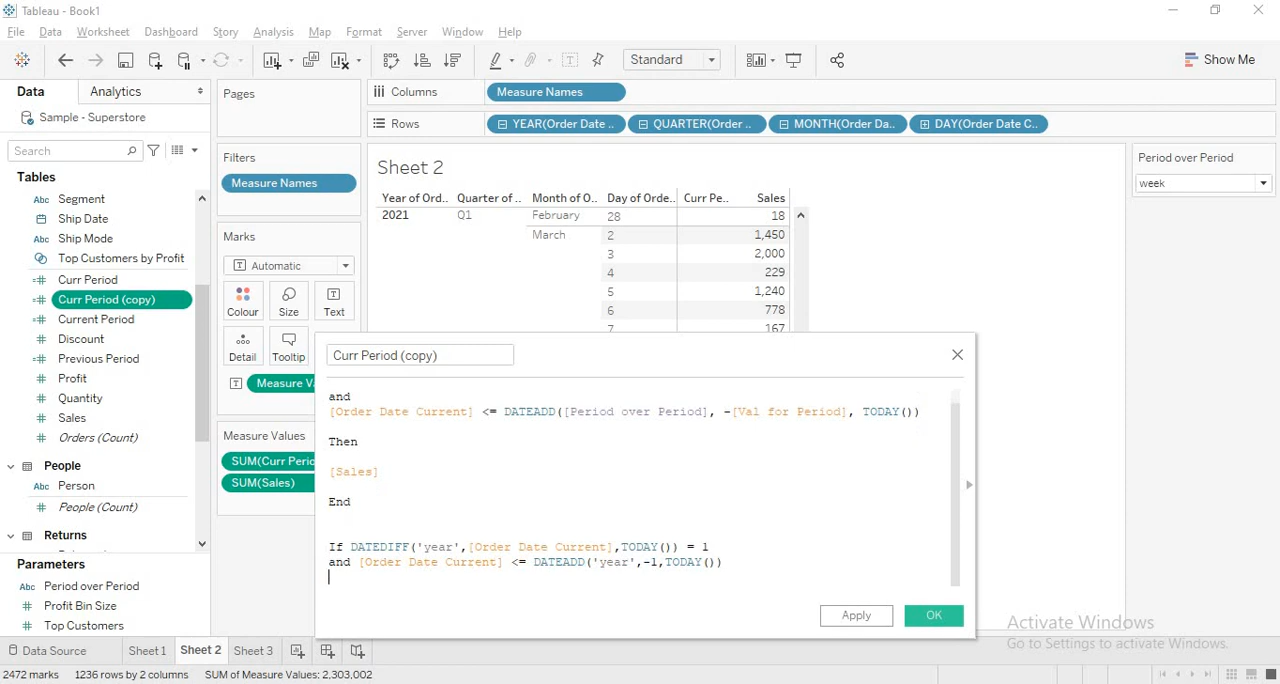 Tableau - Book1
File Data Worksheet Dashboard Story Analysis Map Format Server Window Help
Standard
Show Me
Data Analytics
Sample - Superstore
Search
Tables
Abc Segment
Ship Date
Abc Ship Mode
Top Customers by Profit
Curr Period
Curr Period (copy)
Current Period
Discount
Previous Period
Profit
Quantity
Sales
Orders (Count)
People
Abc Person
People (Count)
Returns
Parameters
Abc Period over Period
Profit Bin Size
Top Customers
Pages
Filters
Measure Names
Marks
Automatic
Colour Size Text
Detail Tooltip
Measure V
Measure Values
SUM(Curr Peric
SUM(Sales)
Columns Measure Names
Rows YEAR(Order Date .. QUARTER(Order .. MONTH(Order Da.. DAY(Order Date C..
Sheet 2
Year of Ord.. Quarter of .. Month of O.. Day of Orde.. Curr Pe.. Sales
2021 Q1 February 28 18
March 2 1,450
3 2,000
4 229
5 1,240
6 778
7 167
Period over Period
week
Curr Period (copy)
and
[Order Date Current] <= DATEADD([Period over Period], -[Val for Period], TODAY())
Then
[Sales]
End
If DATEDIFF('year',[Order Date Current],TODAY()) = 1
and [Order Date Current] <= DATEADD('year',-1,TODAY())
Apply OK
Activate Windows
Go to Settings to activate Windows.
Data Source Sheet 1 Sheet 2 Sheet 3
2472 marks 1236 rows by 2 columns SUM of Measure Values: 2,303,002